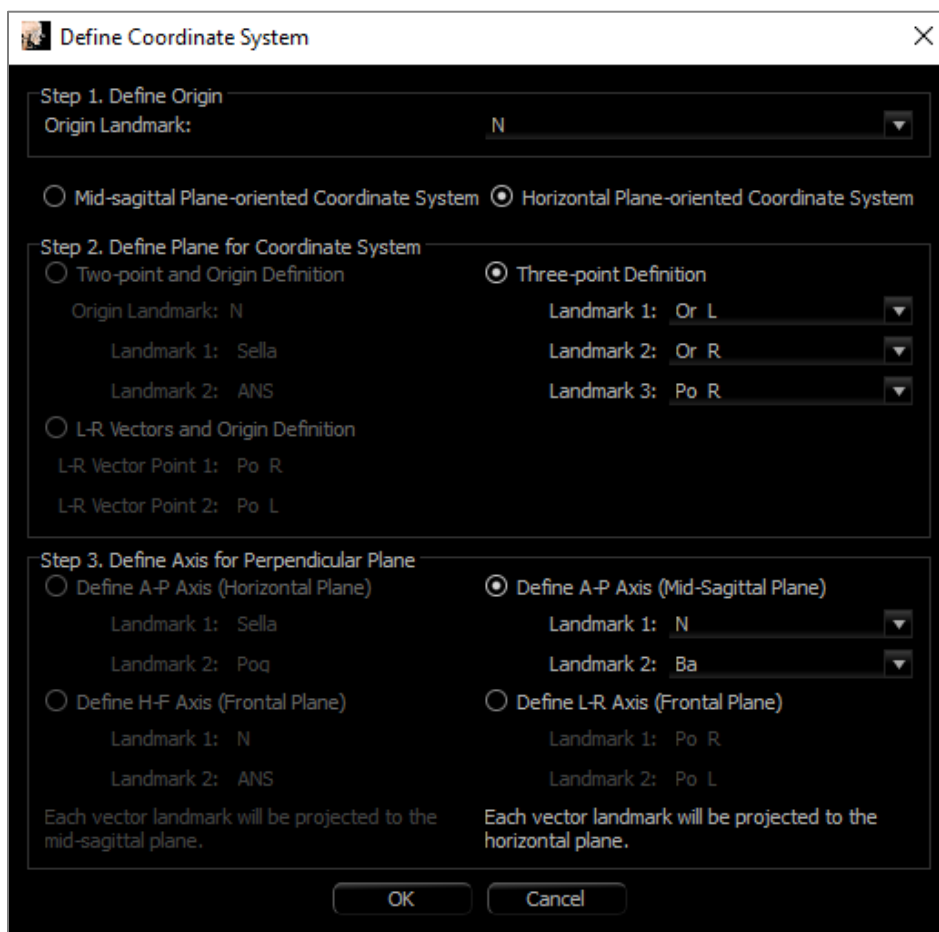 Define Coordinate System
Step 1. Define Origin
Origin Landmark: N
Mid-sagittal Plane-oriented Coordinate System Horizontal Plane-oriented Coordinate System
Step 2. Define Plane for Coordinate System
Two-point and Origin Definition Three-point Definition
Origin Landmark: N Landmark 1: Or L
Landmark 1: Sella Landmark 2: Or R
Landmark 2: ANS Landmark 3: Po R
L-R Vectors and Origin Definition
L-R Vector Point 1: Po R
L-R Vector Point 2: Po L
Step 3. Define Axis for Perpendicular Plane
Define A-P Axis (Horizontal Plane) Define A-P Axis (Mid-Sagittal Plane)
Landmark 1: Sella Landmark 1: N
Landmark 2: Pog Landmark 2: Ba
Define H-F Axis (Frontal Plane) Define L-R Axis (Frontal Plane)
Landmark 1: N Landmark 1: Po R
Landmark 2: ANS Landmark 2: Po L
Each vector landmark will be projected to the Each vector landmark will be projected to the
mid-sagittal plane. horizontal plane.
OK Cancel